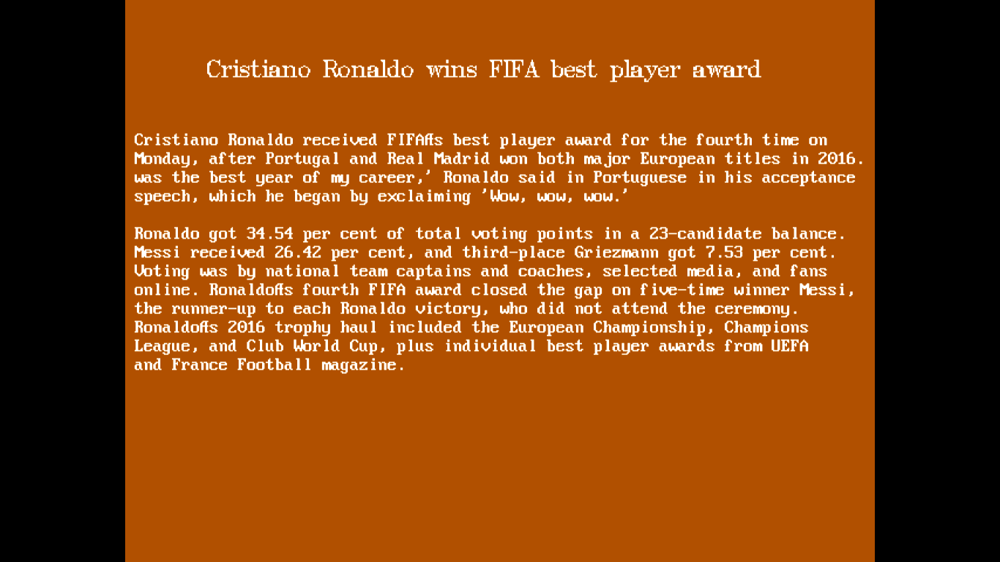 Cristiano Ronaldo wins FIFA best player award
Cristiano Ronaldo received FIFAﬂs best player award for the fourth time on
Monday, after Portugal and Real Madrid won both major European titles in 2016.
was the best year of my career,’ Ronaldo said in Portuguese in his acceptance
speech, which he began by exclaiming 'Wow, wow, wow.’
Ronaldo got 34.54 per cent of total voting points in a 23-candidate balance.
Messi received 26.42 per cent, and third-place Griezmann got 7.53 per cent.
Voting was by national team captains and coaches, selected media, and fans
online. Ronaldoﬂs fourth FIFA award closed the gap on five-time winner Messi,
the runner-up to each Ronaldo victory, who did not attend the ceremony.
Ronaldoﬂs 2016 trophy haul included the European Championship, Champions
League, and Club World Cup, plus individual best player awards from UEFA
and France Football magazine.